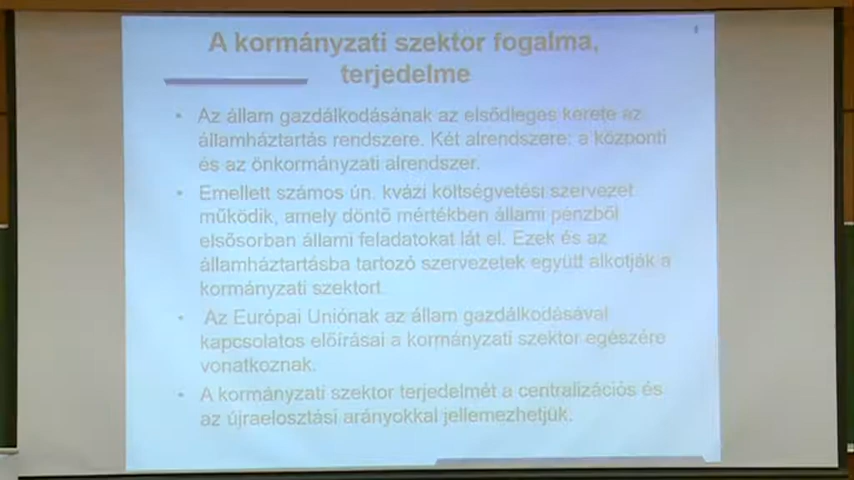 A kormányzati szektor fogalma,
terjedelme
• Az állam gazdálkodásának az elsődleges kerete az
államháztartás rendszere. Két alrendszere: a központi
és az önkormányzati alrendszer.
• Emellett számos ún. kvázi költségvetési szervezet
működik, amely döntő mértékben állami pénzből
elsősorban állami feladatokat lát el. Ezek és az
államháztartásba tartozó szervezetek együtt alkotják a
kormányzati szektort.
• Az Európai Uniónak az állam gazdálkodásával
kapcsolatos előírásai a kormányzati szektor egészére
vonatkoznak.
• A kormányzati szektor terjedelmét a centralizációs és
az újraelosztási arányokkal jellemezhetjük.